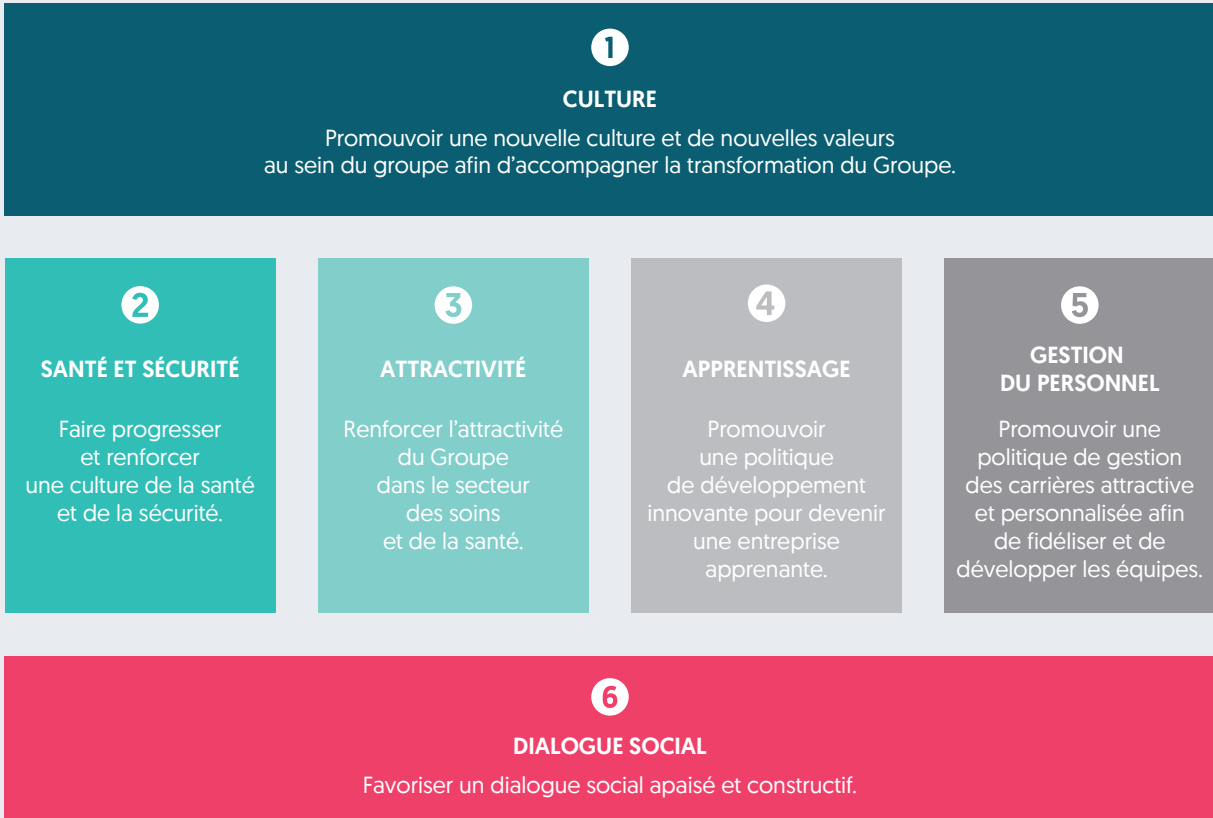 1
CULTURE
Promouvoir une nouvelle culture et de nouvelles valeurs
au sein du groupe afin d'accompagner la transformation du Groupe.
2
SANTÉ ET SÉCURITÉ
Faire progresser
et renforcer
une culture de la santé
et de la sécurité.
3
ATTRACTIVITÉ
Renforcer l'attractivité
du Groupe
dans le secteur
des soins
et de la santé.
4
APPRENTISSAGE
Promouvoir
une politique
de développement
innovante pour devenir
une entreprise
apprenante.
5
GESTION
DU PERSONNEL
Promouvoir une
politique de gestion
des carrières attractive
et personnalisée afin
de fidéliser et de
développer les équipes.
6
DIALOGUE SOCIAL
Favoriser un dialogue social apaisé et constructif.